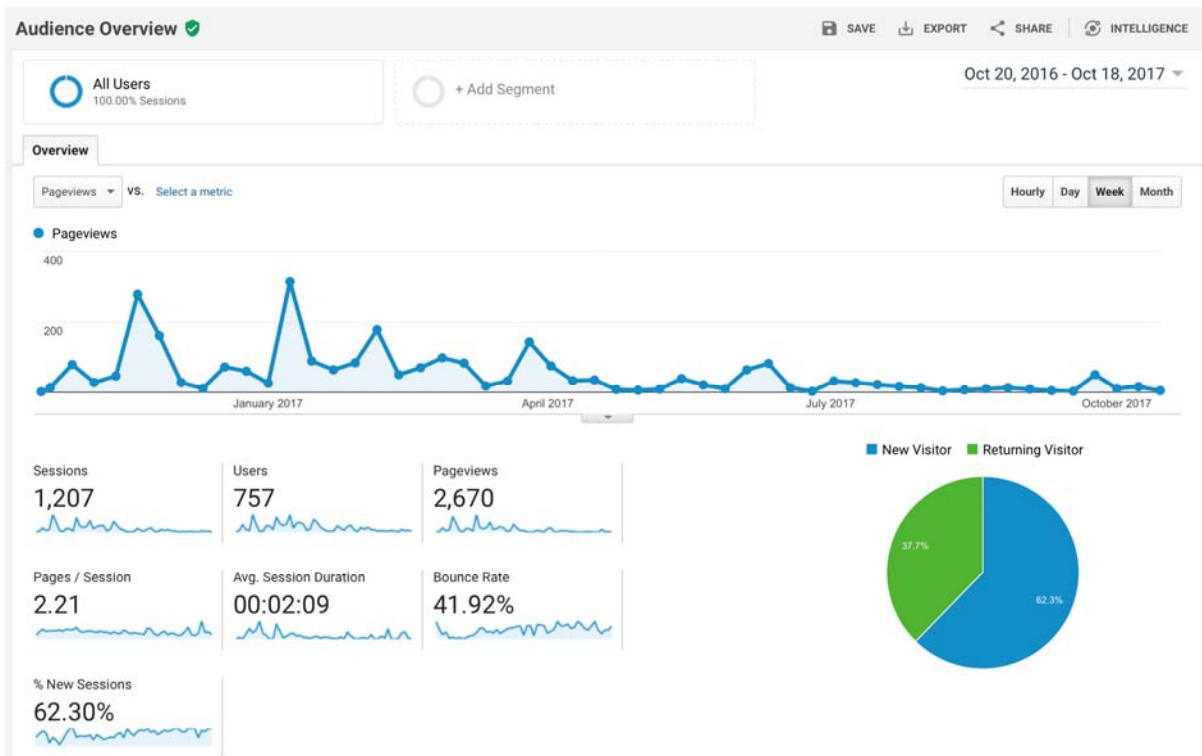 Audience Overview
SAVE EXPORT SHARE INTELLIGENCE
All Users
100.00% Sessions
+ Add Segment
Oct 20, 2016 - Oct 18, 2017
Overview
Pageviews VS. Select a metric
Hourly Day Week Month
Pageviews
400
200
January 2017 April 2017 July 2017 October 2017
New Visitor Returning Visitor
Sessions Users Pageviews
1,207 757 2,670
37.7%
Pages / Session Avg. Session Duration Bounce Rate
2.21 00:02:09 41.92%
62.3%
% New Sessions
62.30%